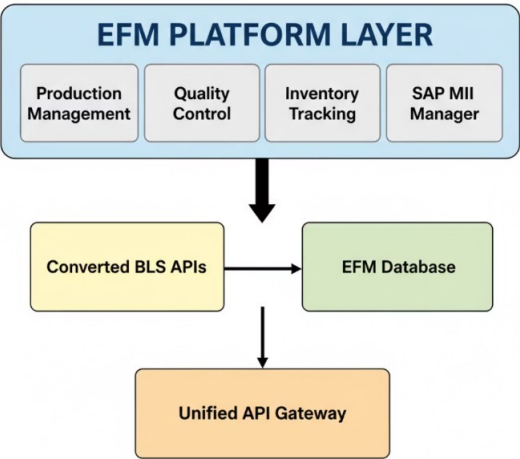 EFM PLATFORM LAYER
Production
Management
Quality
Control
Inventory
Tracking
SAP MII
Manager
Converted BLS APIs
EFM Database
Unified API Gateway